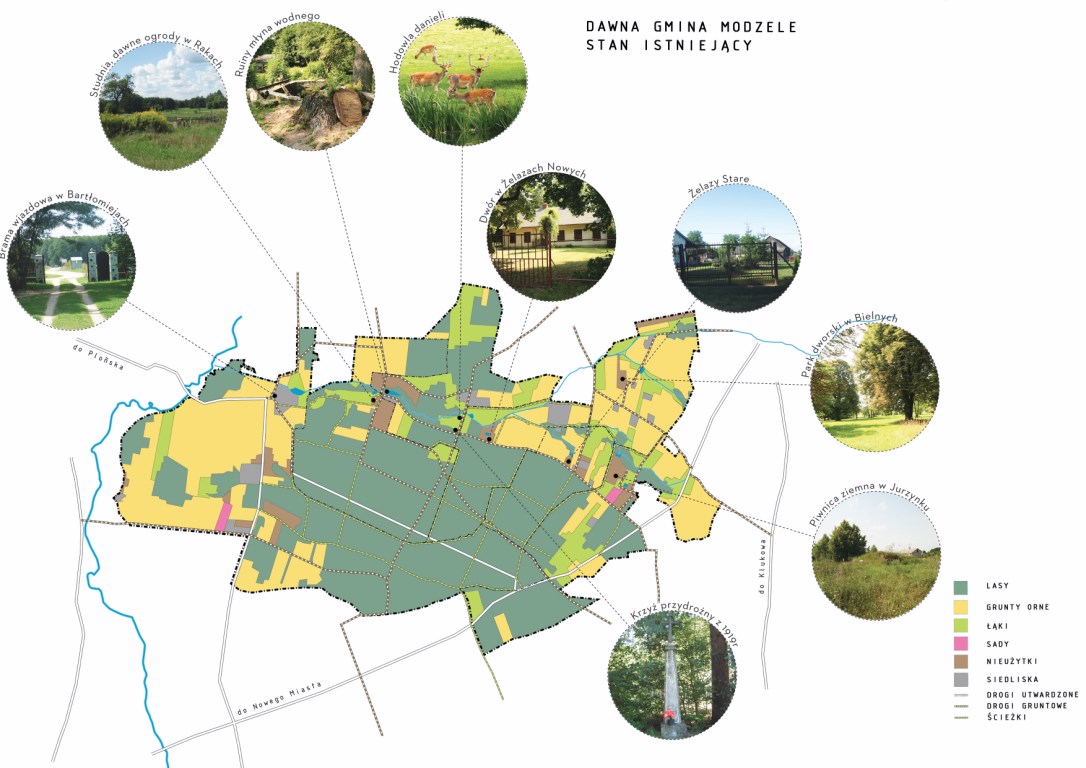 DAWNA GMINA MODZELE
STAN ISTNIEJĄCY
Studnia, dawne ogrody w Rakach
Ruiny młyna wodnego
Hodowla danieli
Brama wjazdowa w Bartłomiejach
Dwór w Żelazach Nowych
Żelazy Stare
Park dworski w Bielnych
Piwnica ziemna w Jurzynku
Krzyż przydrożny z 1919r
do Płońska
do Nowego Miasta
do Klukowa
LASY
GRUNTY ORNE
ŁĄKI
SADY
NIEUŻYTKI
SIEDLISKA
DROGI UTWARDZONE
DROGI GRUNTOWE
ŚCIEŻKI